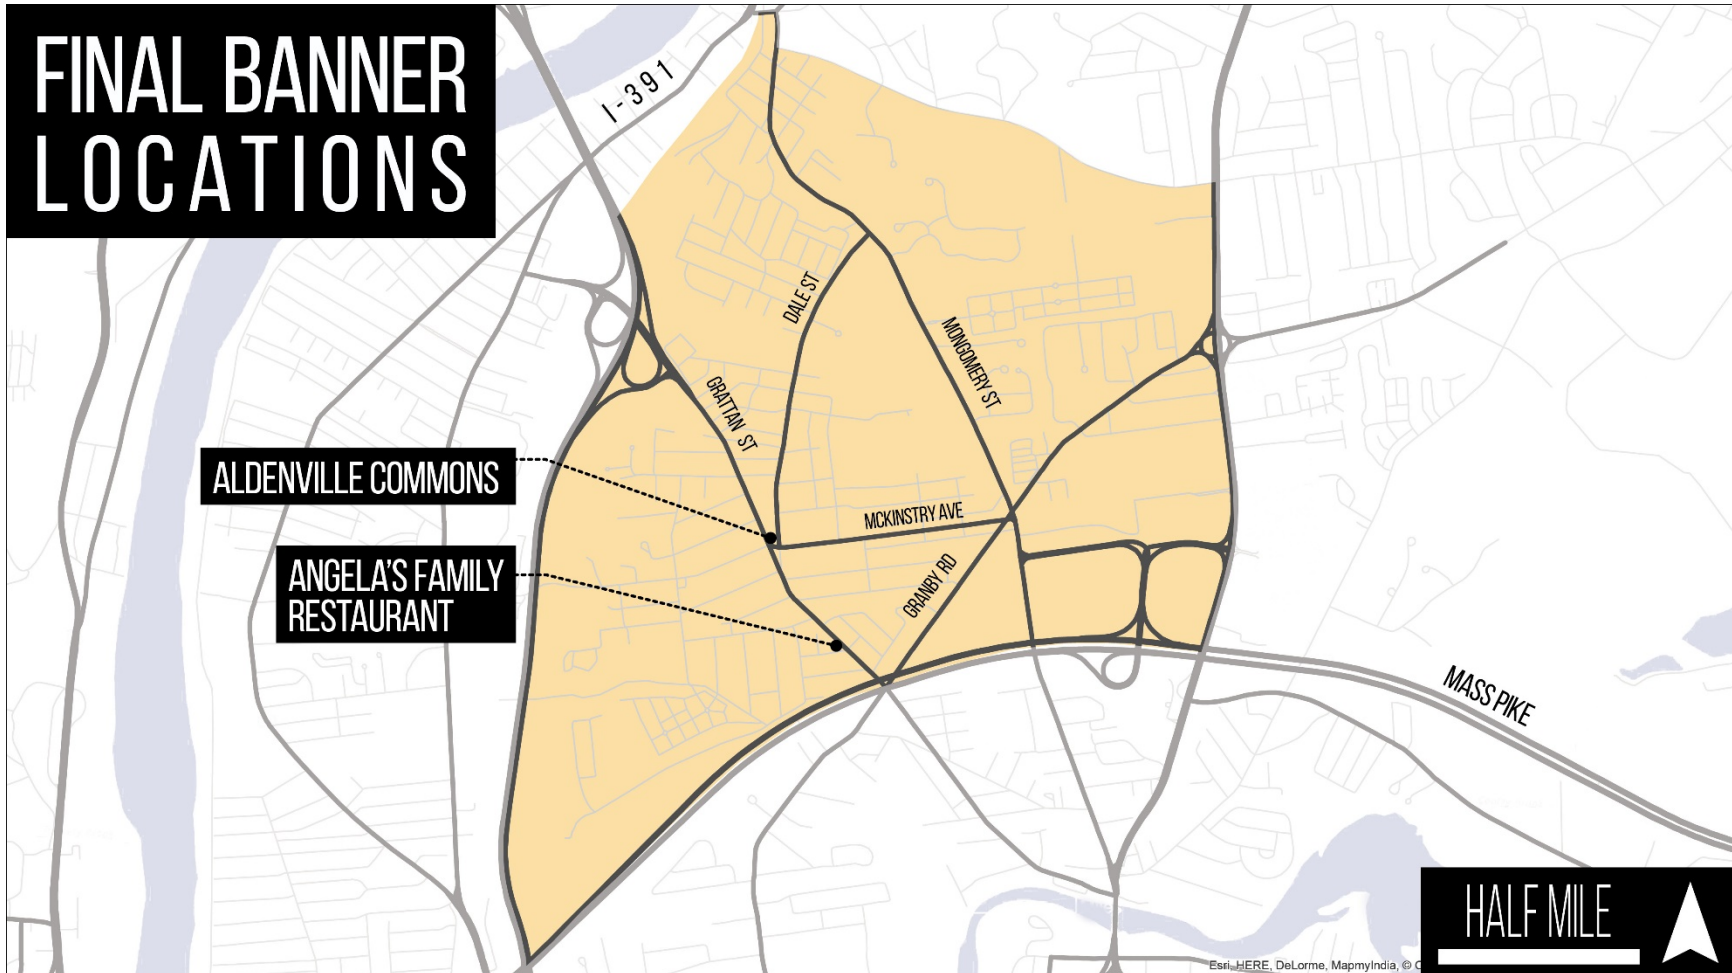 FINAL BANNER
LOCATIONS
I-391
DALE ST
MONGOMERY ST
GRATTAN ST
ALDENVILLE COMMONS
MCKINSTRY AVE
ANGELA'S FAMILY
RESTAURANT
GRANBY RD
MASS PIKE
HALF MILE
Esri, HERE, DeLorme, MapmyIndia, ©